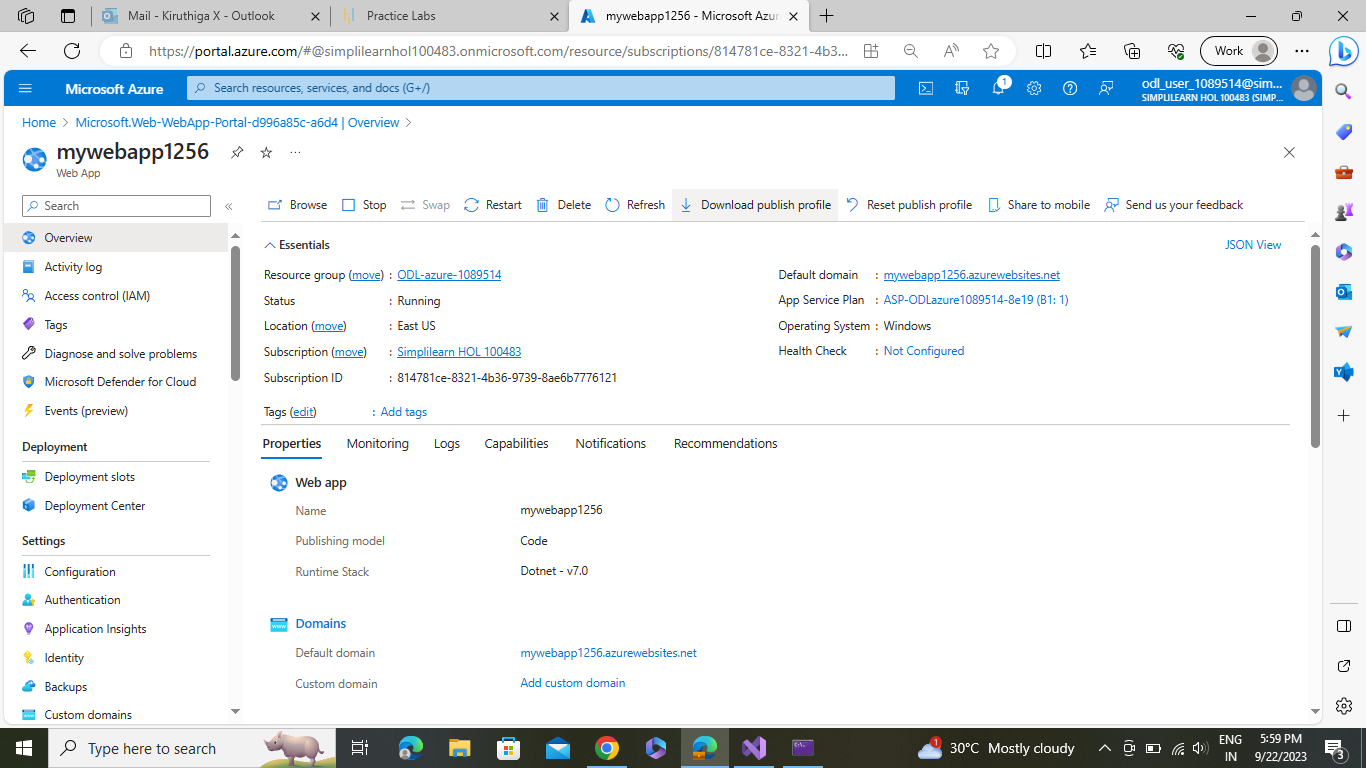 Mail - Kiruthiga X - Outlook
Practice Labs
mywebapp1256 - Microsoft Azur
https://portal.azure.com/#@simplilearnhol100483.onmicrosoft.com/resource/subscriptions/814781ce-8321-4b3...
Work
Microsoft Azure
Search resources, services, and docs (G+/)
1
odl_user_1089514@sim...
SIMPLILEARN HOL 100483 (SIMP...
Home > Microsoft.Web-WebApp-Portal-d996a85c-a6d4 | Overview >
mywebapp1256
Web App
Search
Browse Stop Swap Restart Delete Refresh Download publish profile Reset publish profile Share to mobile Send us your feedback
Overview
Activity log
Access control (IAM)
Tags
Diagnose and solve problems
Microsoft Defender for Cloud
Events (preview)
Deployment
Deployment slots
Deployment Center
Settings
Configuration
Authentication
Application Insights
Identity
Backups
Custom domains
Essentials
JSON View
Resource group (move) : ODL-azure-1089514
Status : Running
Location (move) : East US
Subscription (move) : Simplilearn HOL 100483
Subscription ID : 814781ce-8321-4b36-9739-8ae6b7776121
Default domain : mywebapp1256.azurewebsites.net
App Service Plan : ASP-ODLazure1089514-8e19 (B1: 1)
Operating System : Windows
Health Check : Not Configured
Tags (edit) : Add tags
Properties Monitoring Logs Capabilities Notifications Recommendations
Web app
Name mywebapp1256
Publishing model Code
Runtime Stack Dotnet - v7.0
Domains
Default domain mywebapp1256.azurewebsites.net
Custom domain Add custom domain
Type here to search
1
30°C Mostly cloudy
ENG
IN
5:59 PM
9/22/2023
3